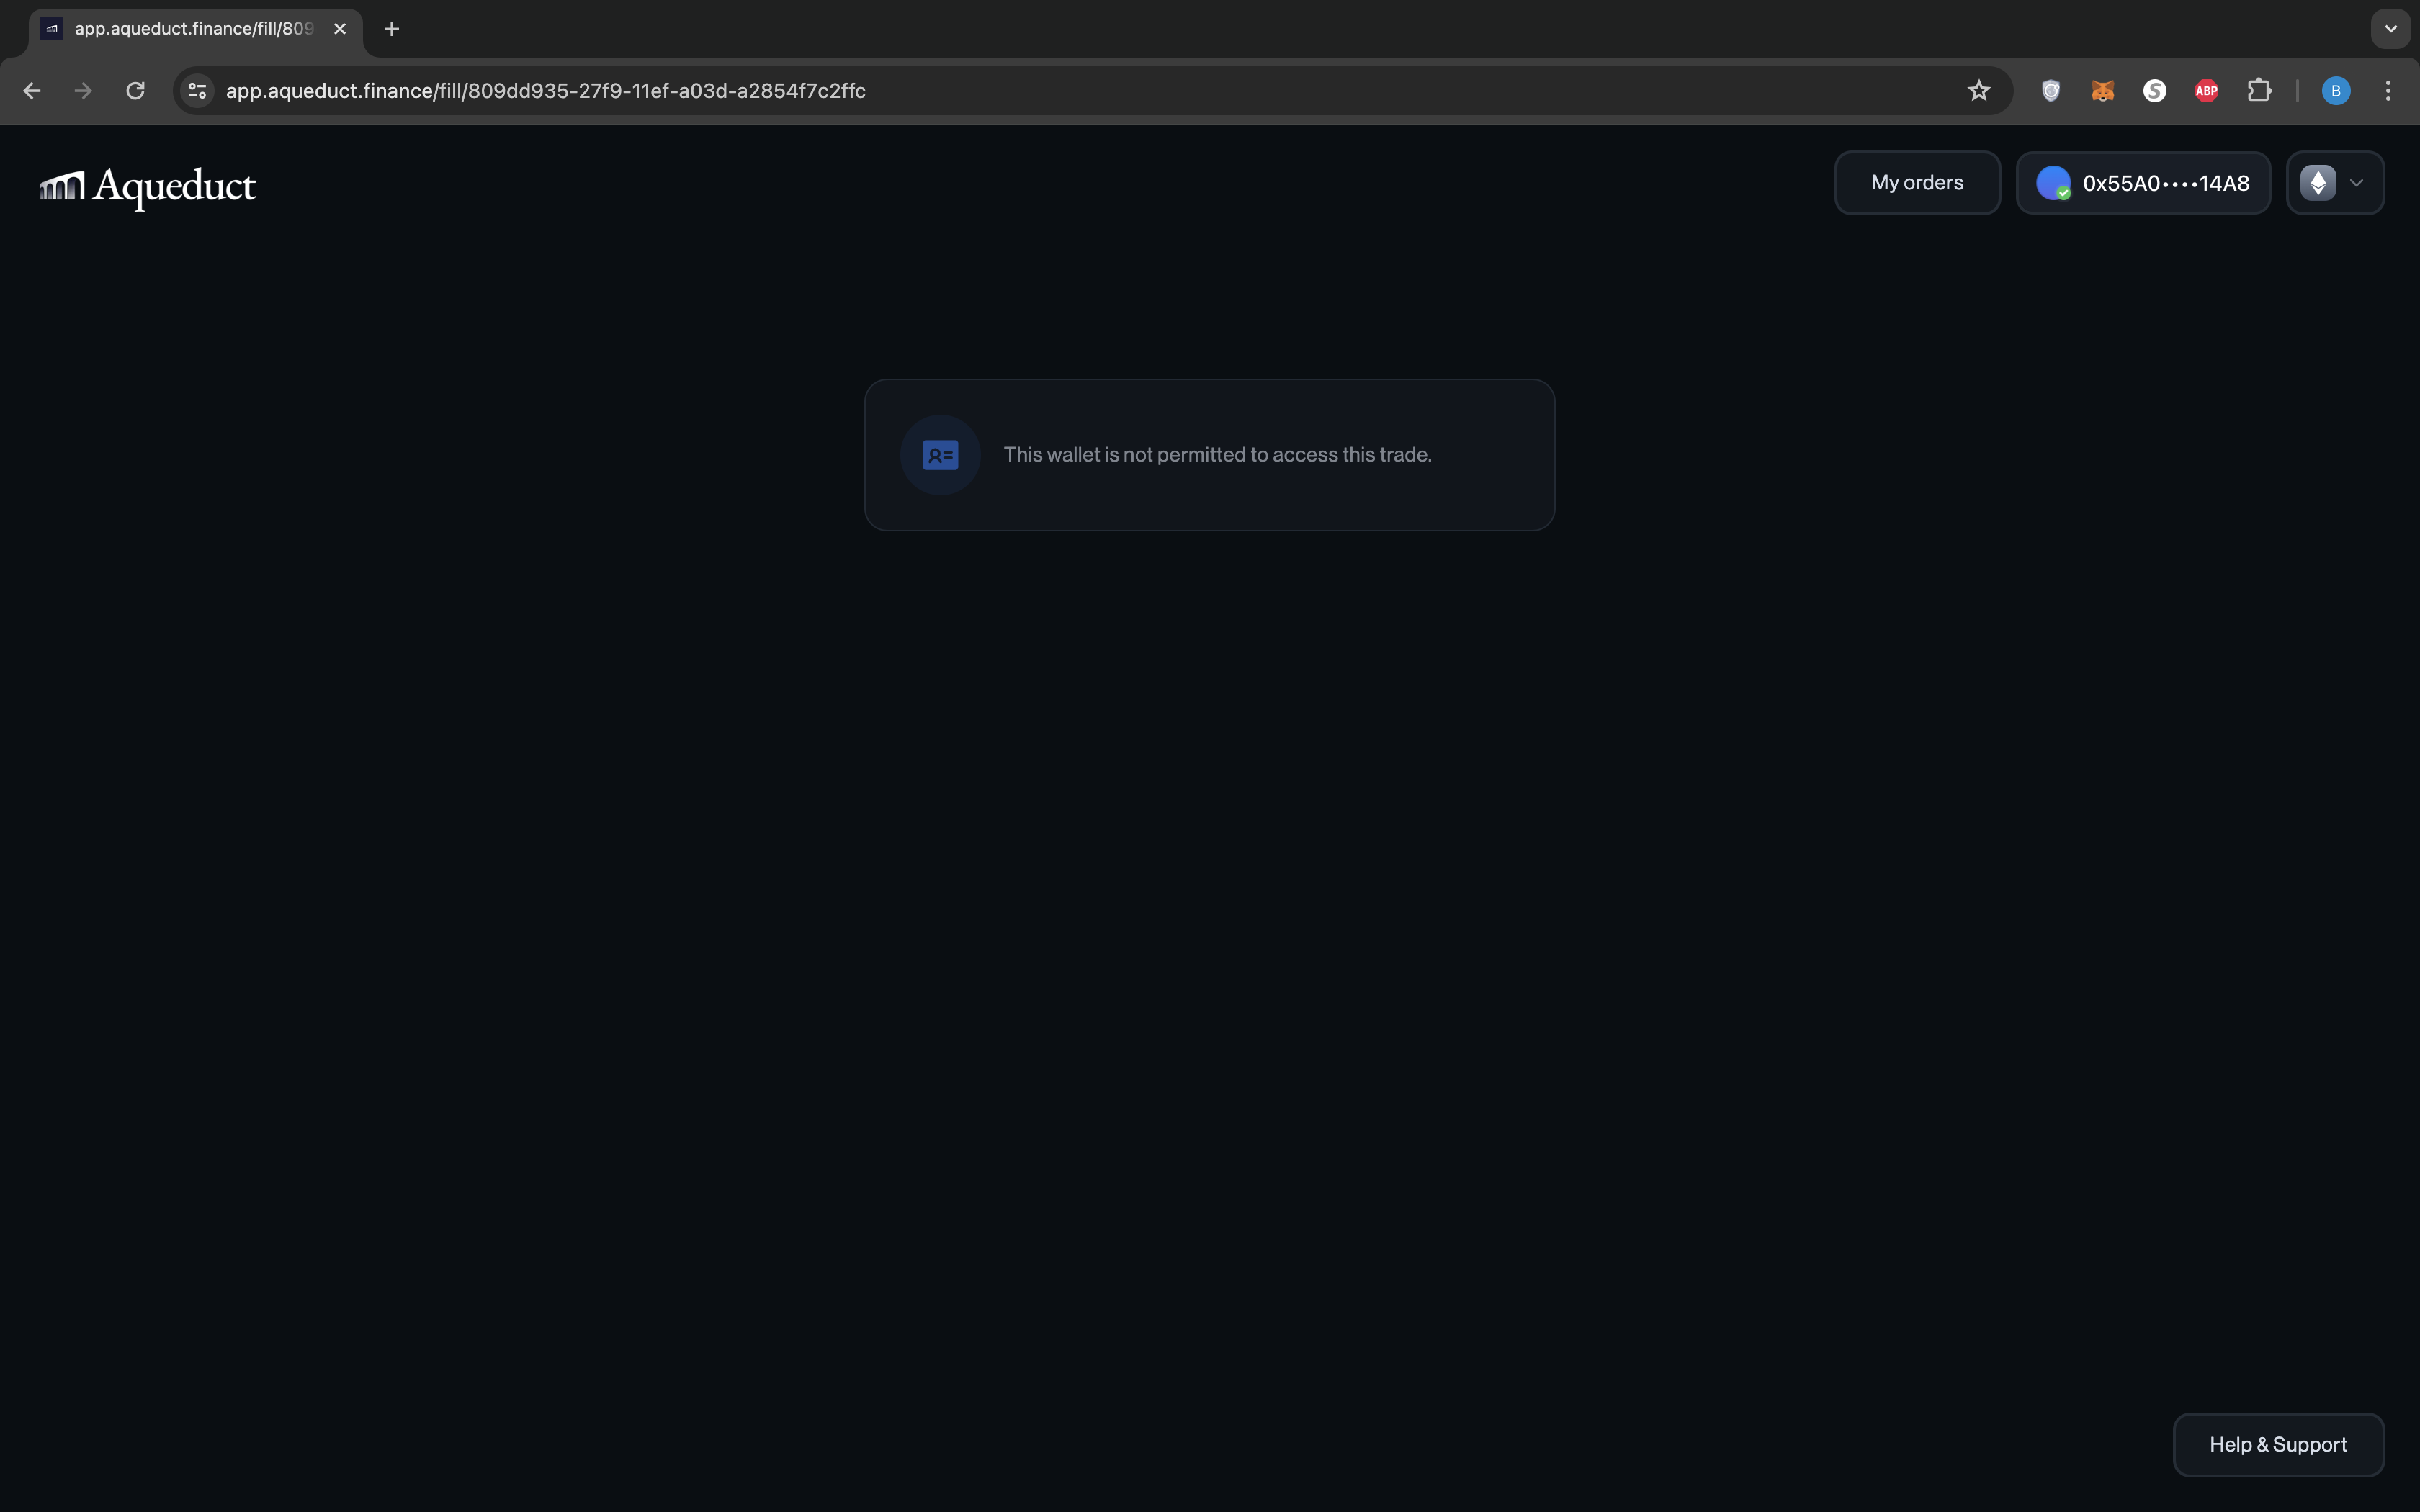 app.aqueduct.finance/fill/809
app.aqueduct.finance/fill/809dd935-27f9-11ef-a03d-a2854f7c2ffc
S
ABP
B
Aqueduct
My orders
0x55A0••••14A8
This wallet is not permitted to access this trade.
Help & Support